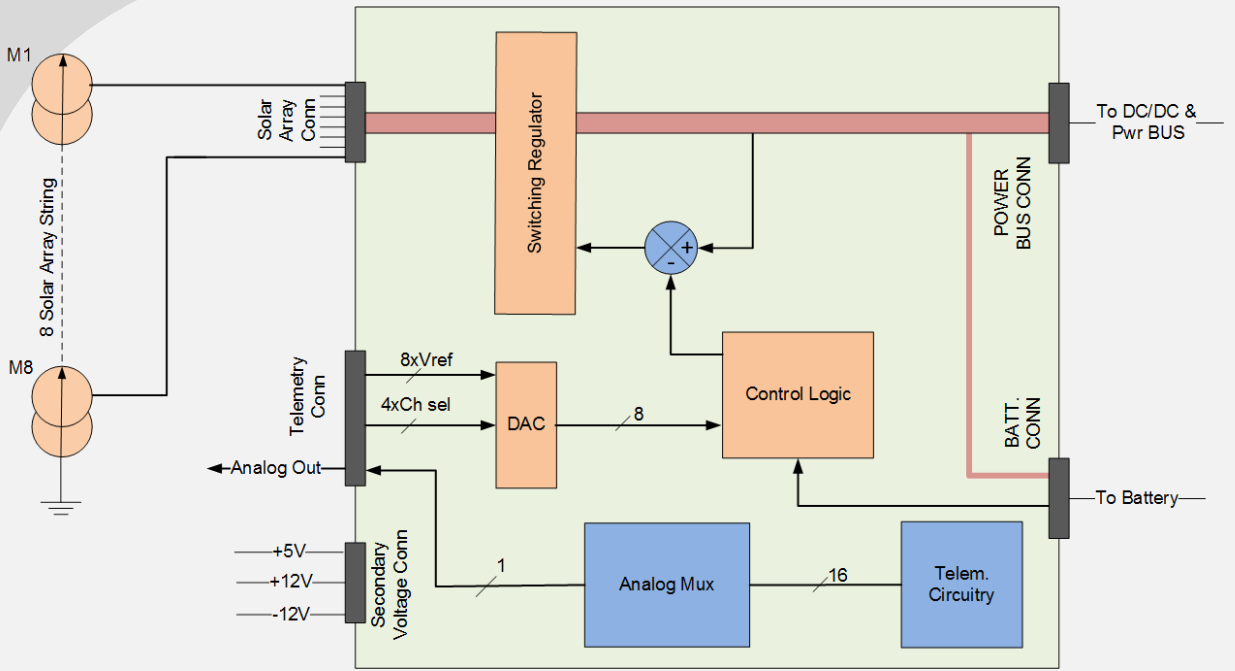 M1
M8
8 Solar Array String
Solar
Array
Conn
Switching Regulator
To DC/DC &
Pwr BUS
POWER
BUS CONN
+
-
Telemetry
Conn
8xVref
4xCh sel
DAC
8
Control Logic
BATT.
CONN
Analog Out
To Battery
Secondary
Voltage Conn
+5V
+12V
-12V
1
Analog Mux
16
Telem.
Circuitry